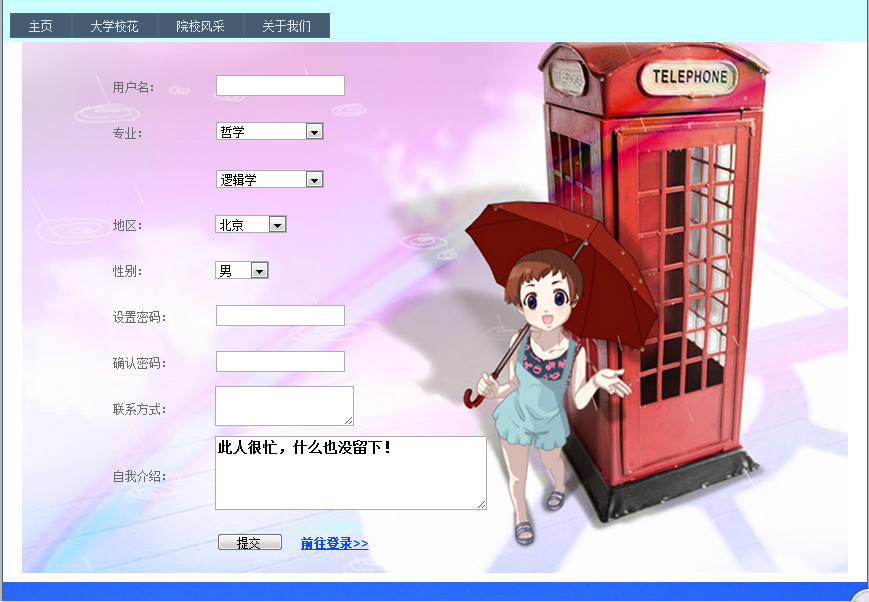 主页 大学校花 院校风采 关于我们
TELEPHONE
用户名：
专业： 哲学
逻辑学
地区： 北京
性别： 男
设置密码：
确认密码：
联系方式：
此人很忙，什么也没留下！
自我介绍：
提交 前往登录>>